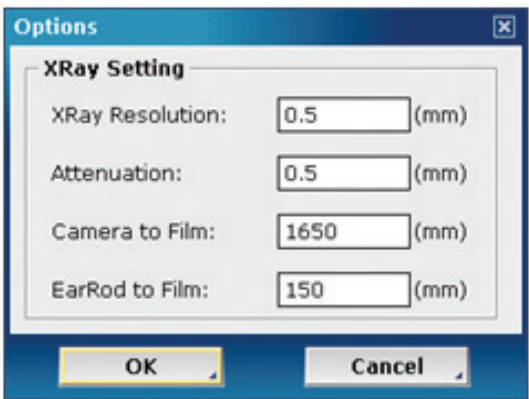 Options
XRay Setting
XRay Resolution: 0.5 (mm)
Attenuation: 0.5 (mm)
Camera to Film: 1650 (mm)
EarRod to Film: 150 (mm)
OK Cancel